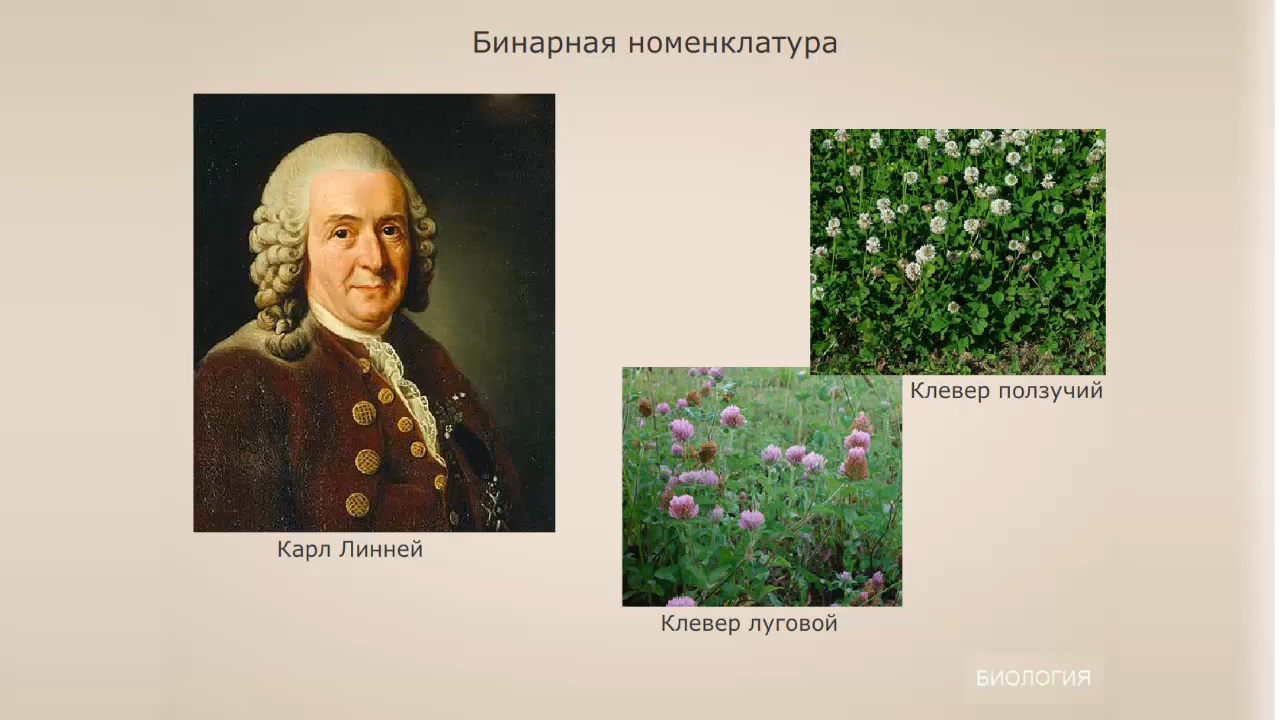 Бинарная номенклатура
Клевер ползучий
Карл Линней
Клевер луговой
БИОЛОГИЯ